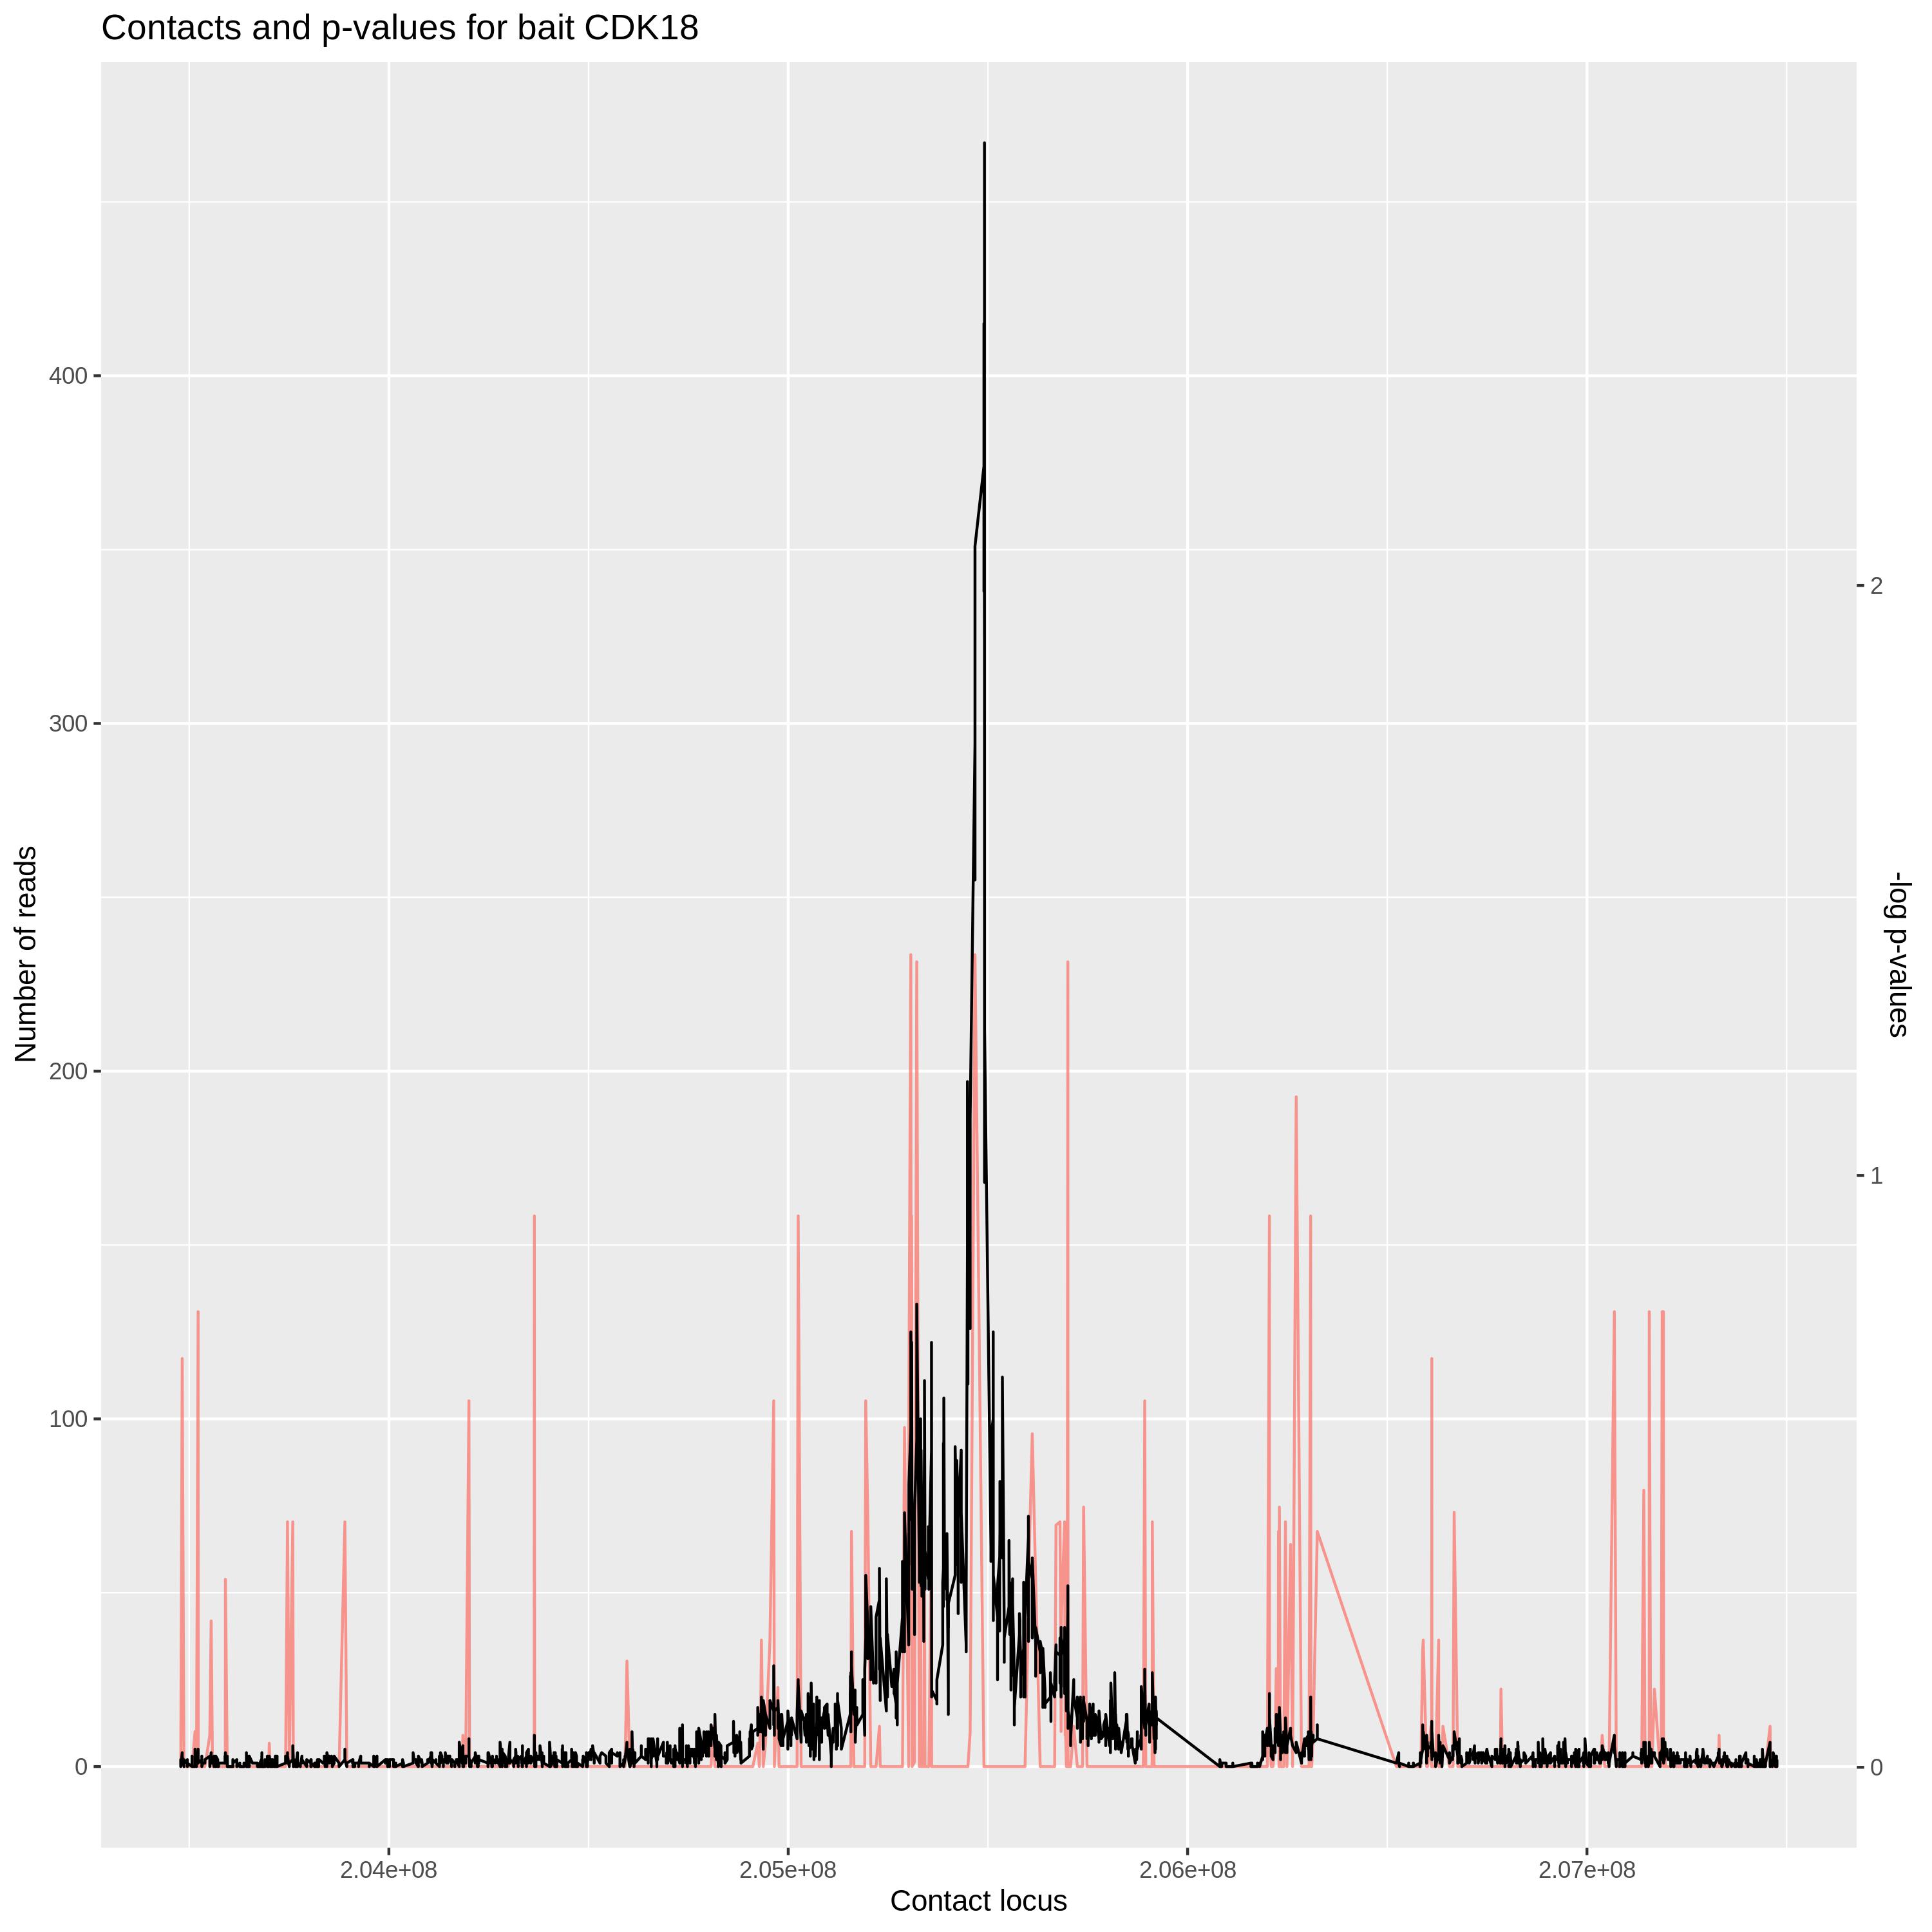 Contacts and p-values for bait CDK18
Number of reads
400
300
200
100
0
2
1
0
-log p-values
2.04e+08
2.05e+08
2.06e+08
2.07e+08
Contact locus